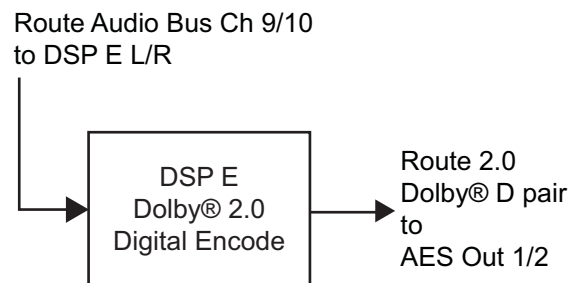 Route Audio Bus Ch 9/10
to DSP E L/R
DSP E
Dolby® 2.0
Digital Encode
Route 2.0
Dolby® D pair
to
AES Out 1/2